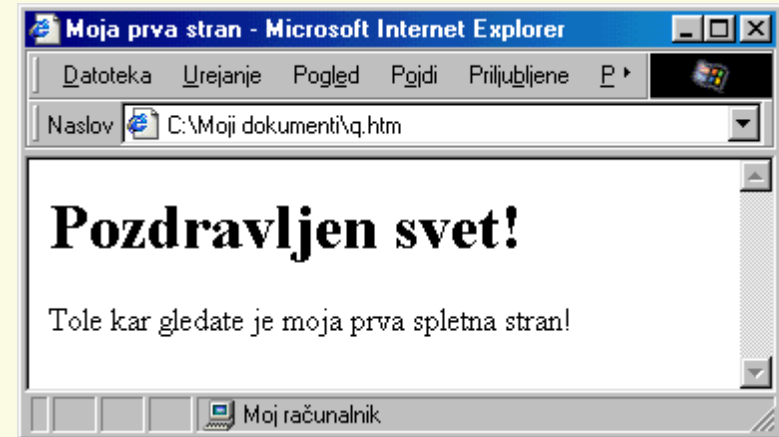 Moja prva stran - Microsoft Internet Explorer
Datoteka Urejanje Pogled Pojdi Priljubljene P
Naslov C:\Moji dokumenti\q.htm
Pozdravljen svet!
Tole kar gledate je moja prva spletna stran!
Moj računalnik